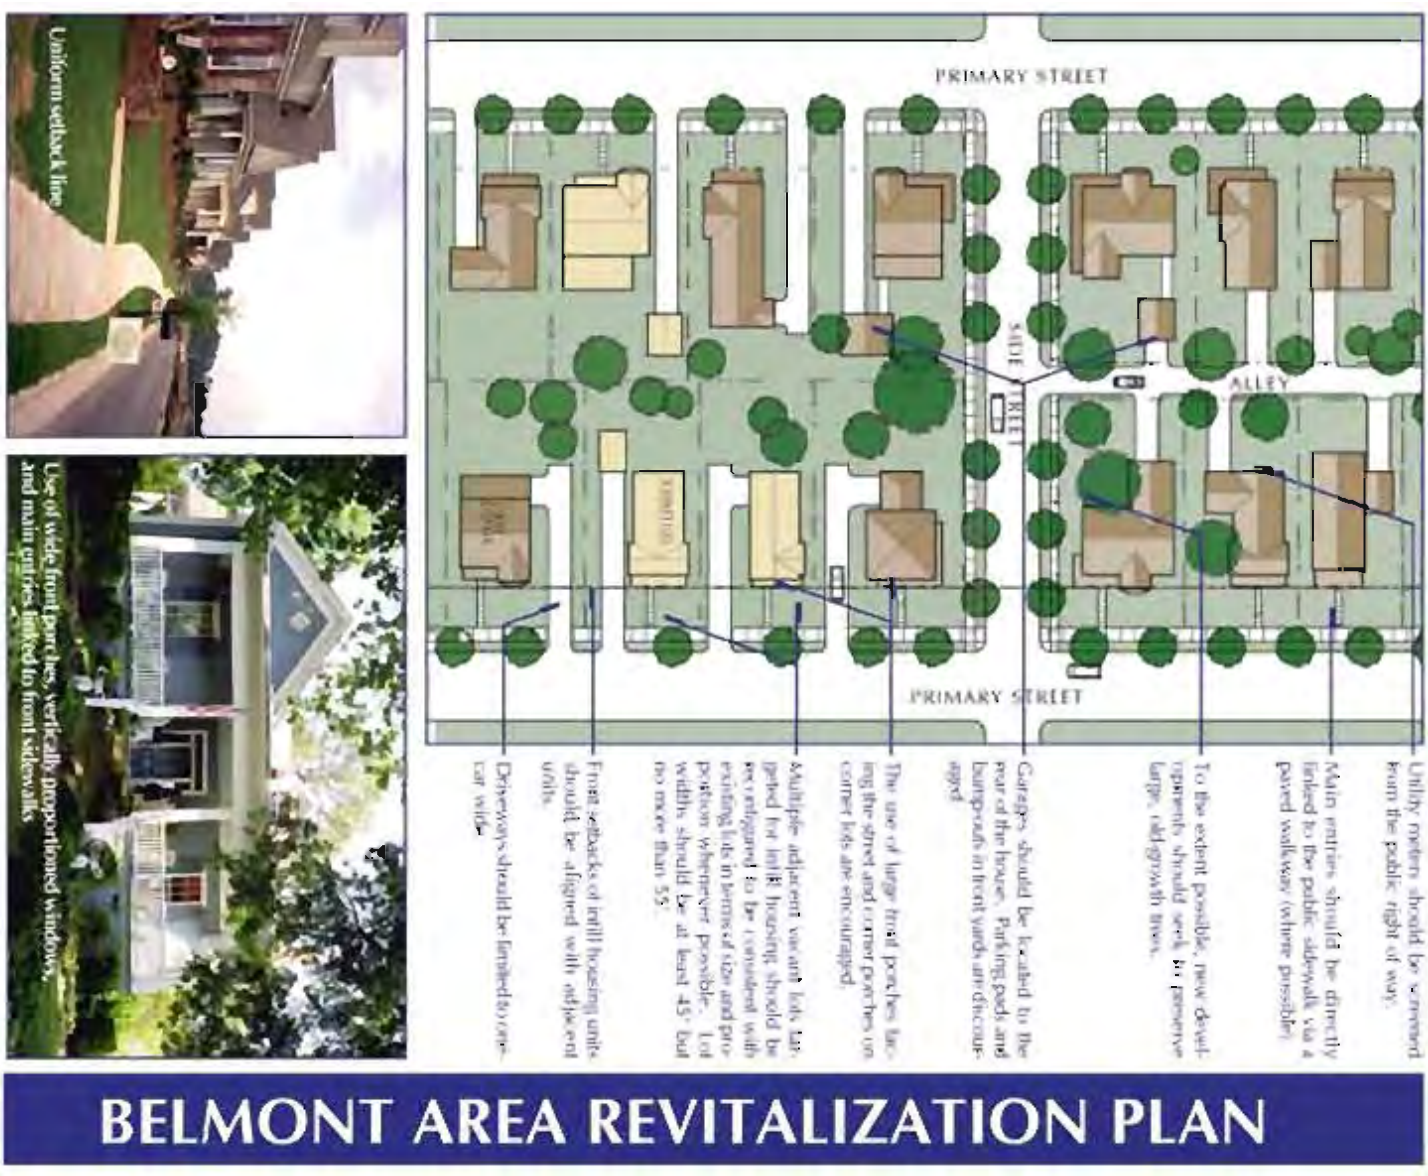 BELMONT AREA REVITALIZATION PLAN
Uniform setback line
Use of wide front porches, vertically proportioned windows,
and main entries linked to front sidewalks
PRIMARY STREET
SIDE STREET
ALLEY
EXISTING
PRIMARY STREET
Utility meters should be screened
from the public right of way.
Main entries should be directly
linked to the public sidewalk via a
paved walkway (where possible).
To the extent possible, new devel-
opments should seek to preserve
large, old-growth trees.
Garages should be located to the
rear of the house. Parking pads and
bump-outs in front yards are discour-
aged.
The use of large front porches fac-
ing the street and corner porches on
corner lots are encouraged.
Multiple adjacent vacant lots tar-
geted for infill housing should be
reconfigured to be consistent with
existing lots in terms of size and pro-
portion whenever possible. Lot
widths should be at least 45' but
no more than 55'.
Front setbacks of infill housing units
should be aligned with adjacent
units.
Driveways should be limited to one-
car wide.